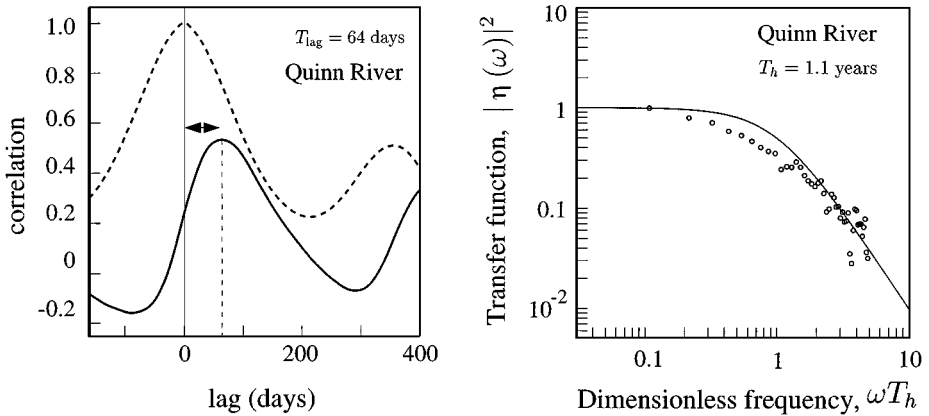 T_lag = 64 days
Quinn River
1.0
0.8
0.6
0.4
0.2
0
-0.2
correlation
0
200
400
lag (days)
Quinn River
T_h = 1.1 years
10
1
0.1
10^-2
Transfer function, | η (ω) |^2
0.1
1
10
Dimensionless frequency, ωT_h